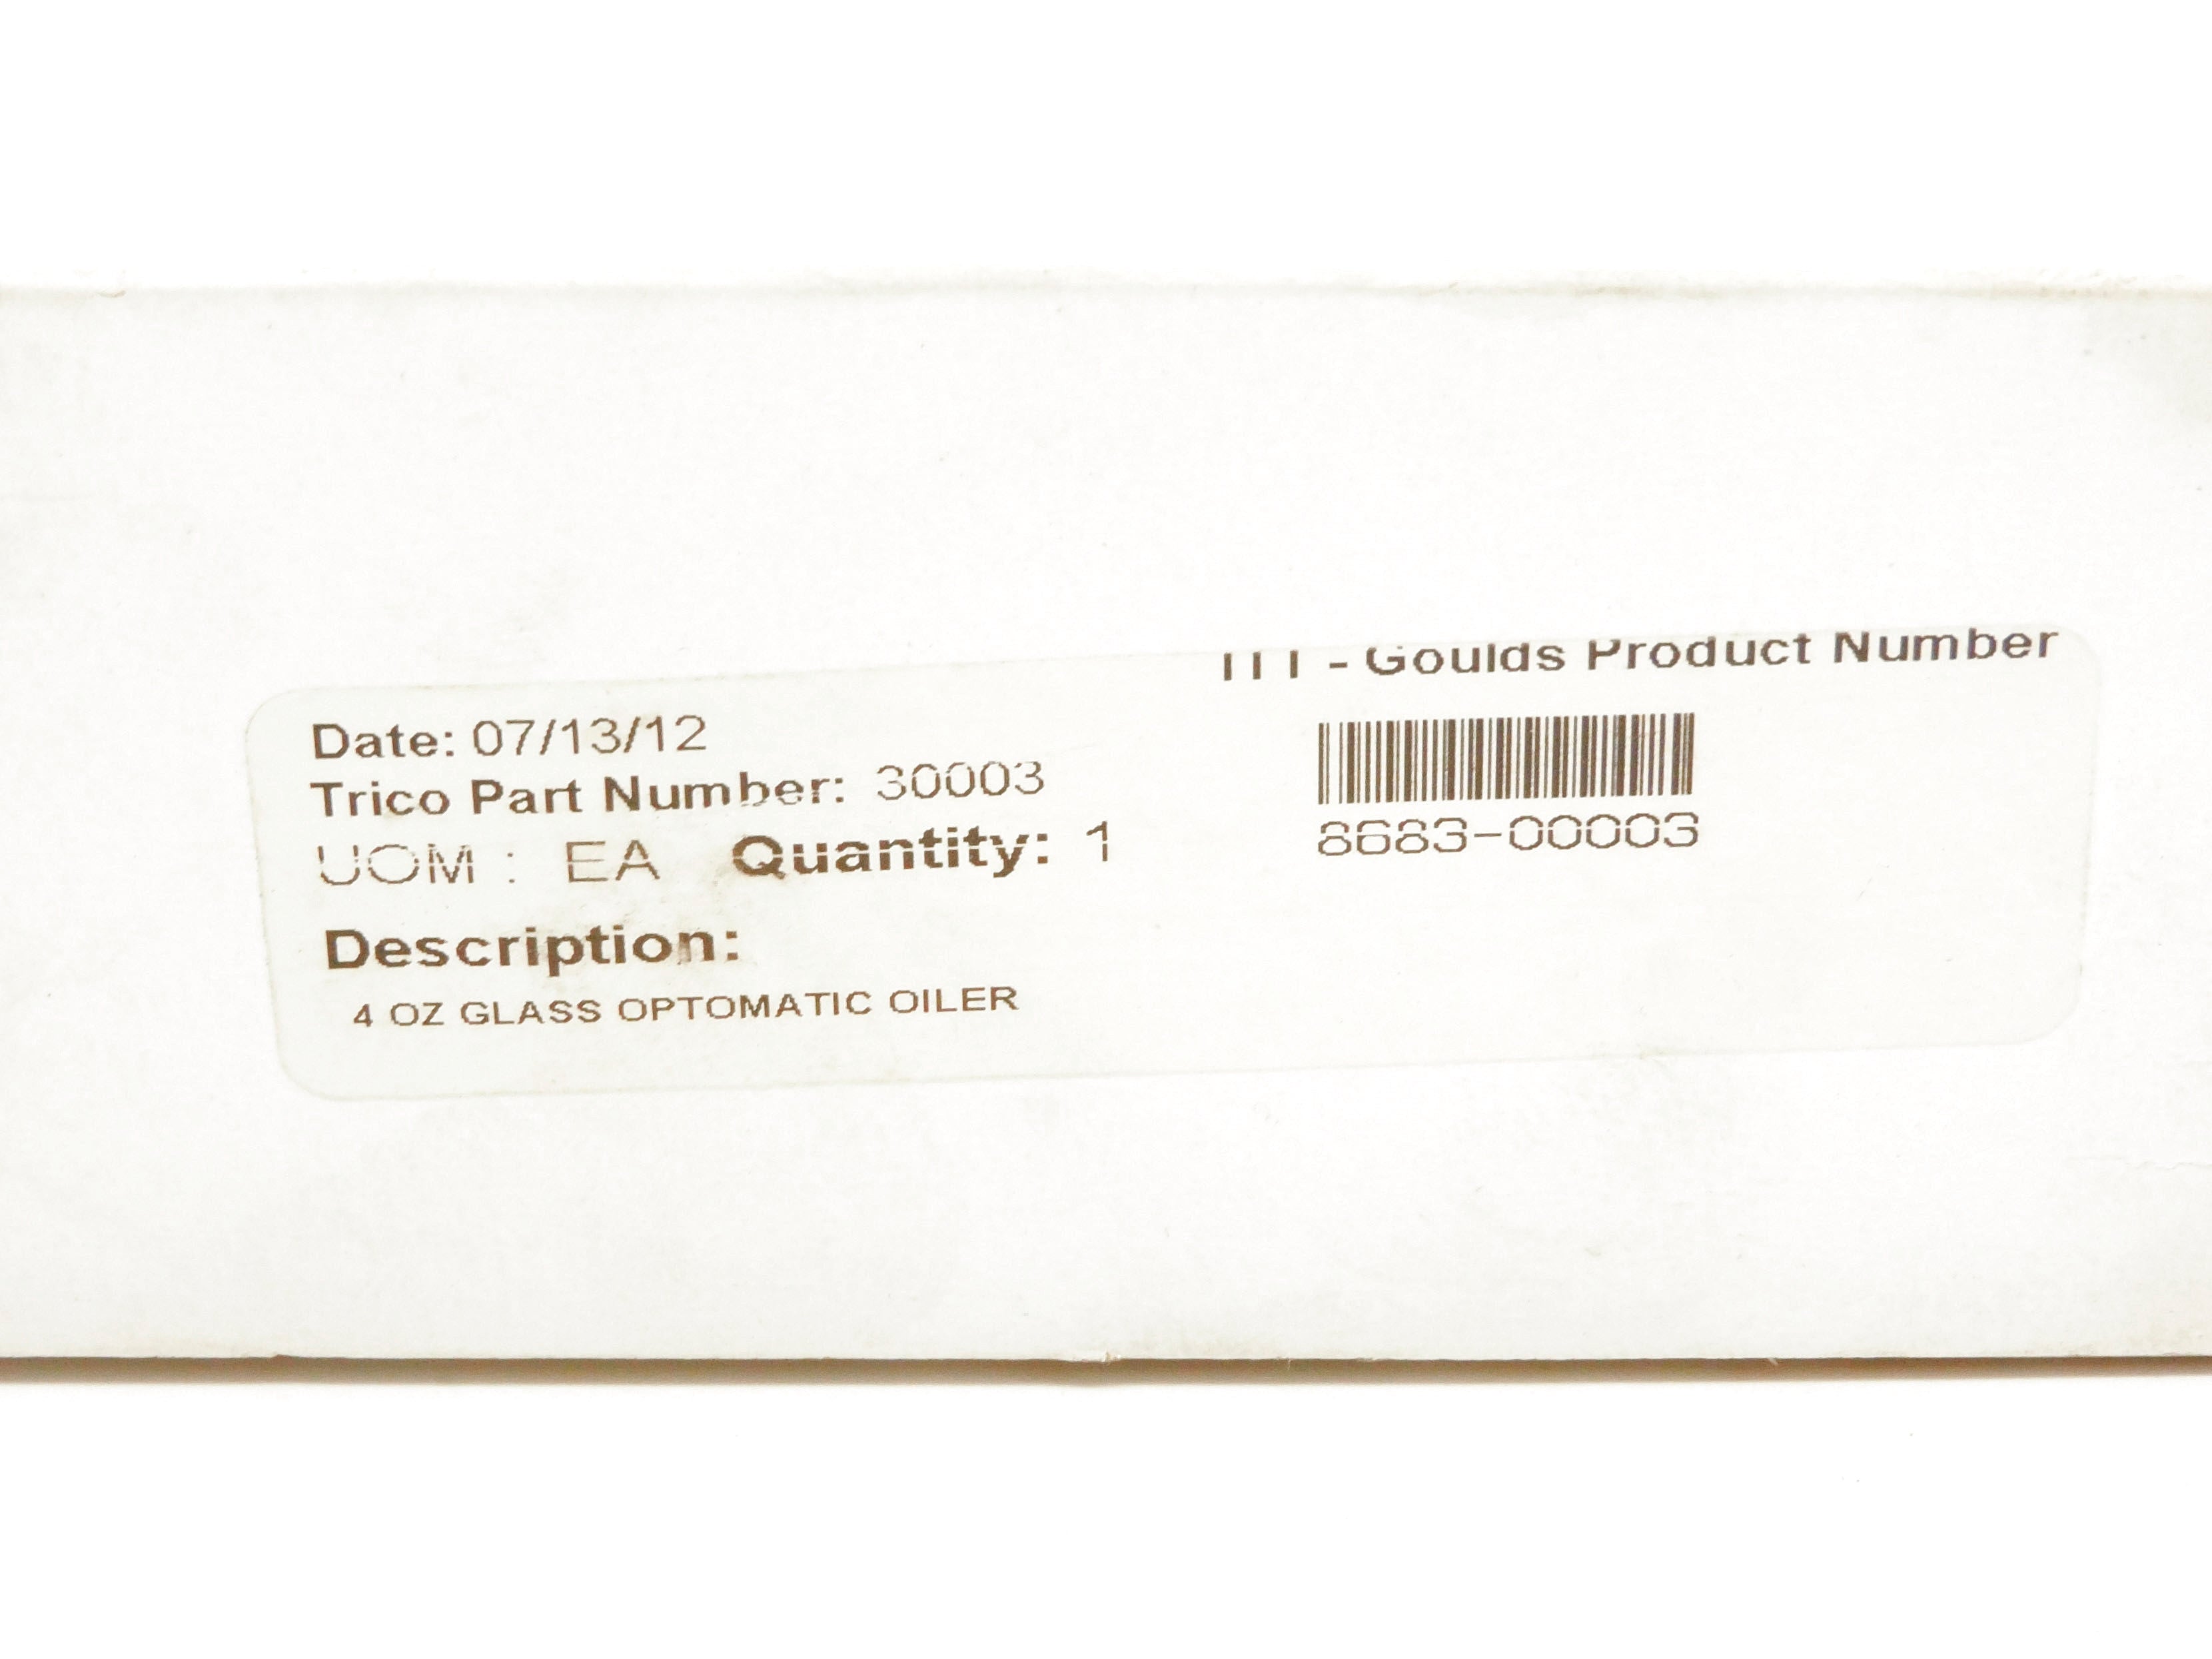 ITT - Goulds Product Number
Date: 07/13/12
Trico Part Number: 30003
UOM : EA Quantity: 1
8683-00003
Description:
4 OZ GLASS OPTOMATIC OILER